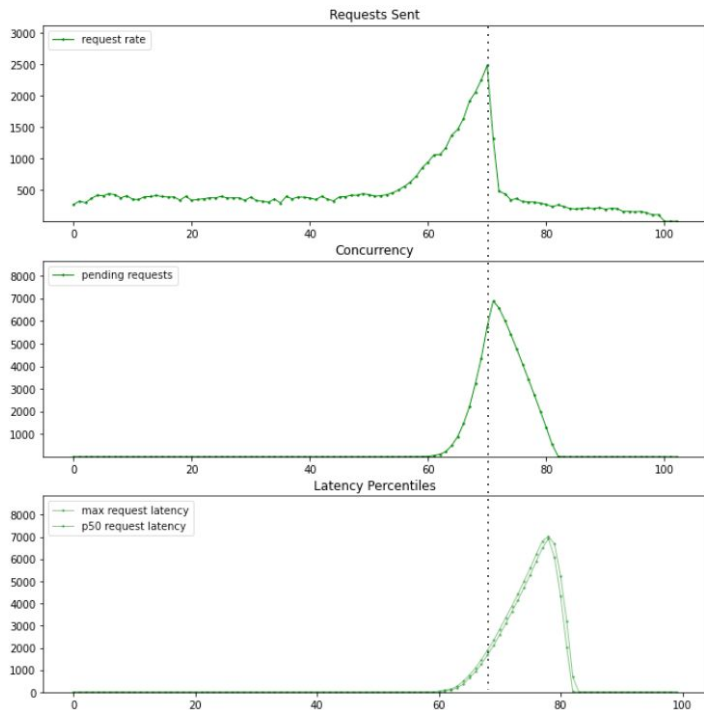 Requests Sent
request rate
3000
2500
2000
1500
1000
500
0 20 40 60 80 100
Concurrency
pending requests
8000
7000
6000
5000
4000
3000
2000
1000
0 20 40 60 80 100
Latency Percentiles
max request latency
p50 request latency
8000
7000
6000
5000
4000
3000
2000
1000
0
0 20 40 60 80 100